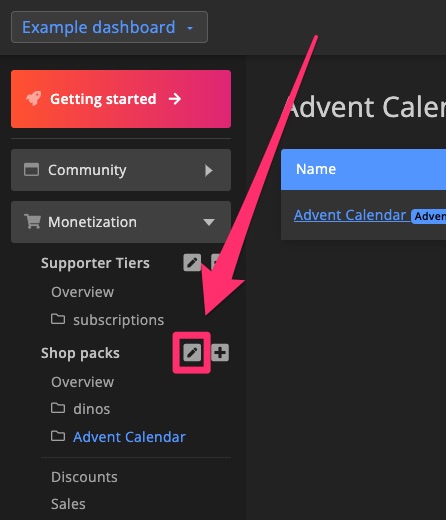 Example dashboard
Getting started
Advent Calen
Community
Name
Monetization
Advent Calendar Adven
Supporter Tiers
Overview
subscriptions
Shop packs
Overview
dinos
Advent Calendar
Discounts
Sales